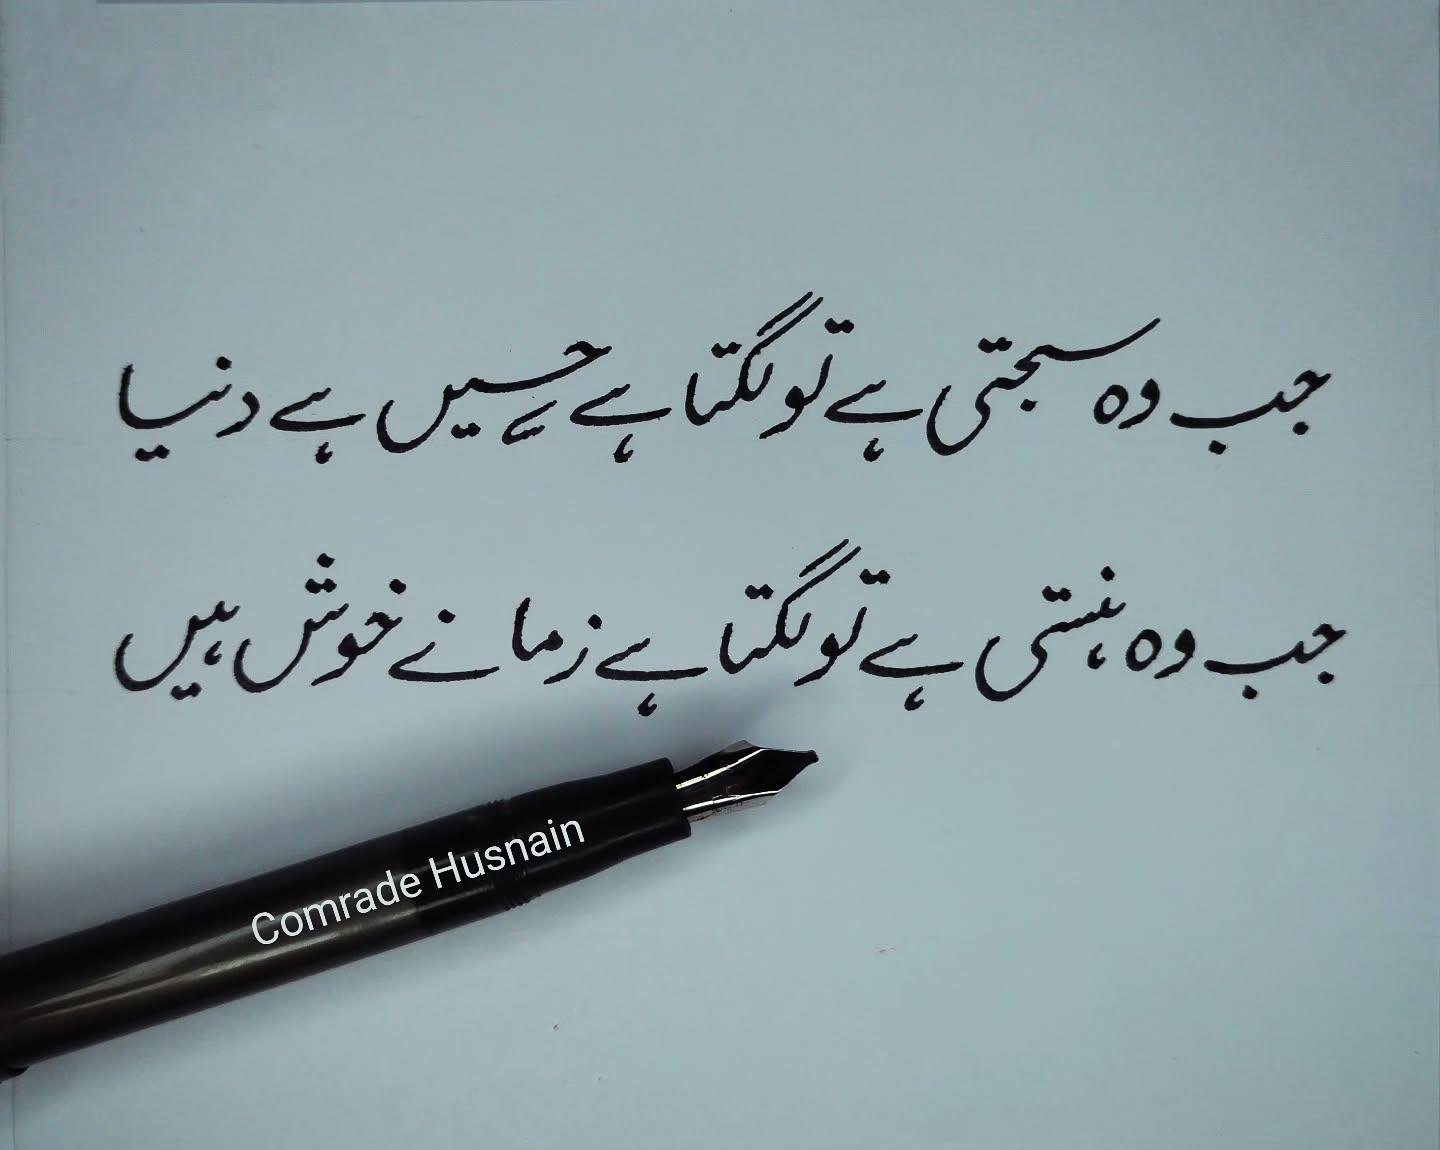 جب وہ سجتی ہے تو لگتا ہے حسیں ہے دنیا
جب وہ ہنستی ہے تو لگتا ہے زمانے خوش ہیں
Comrade Husnain